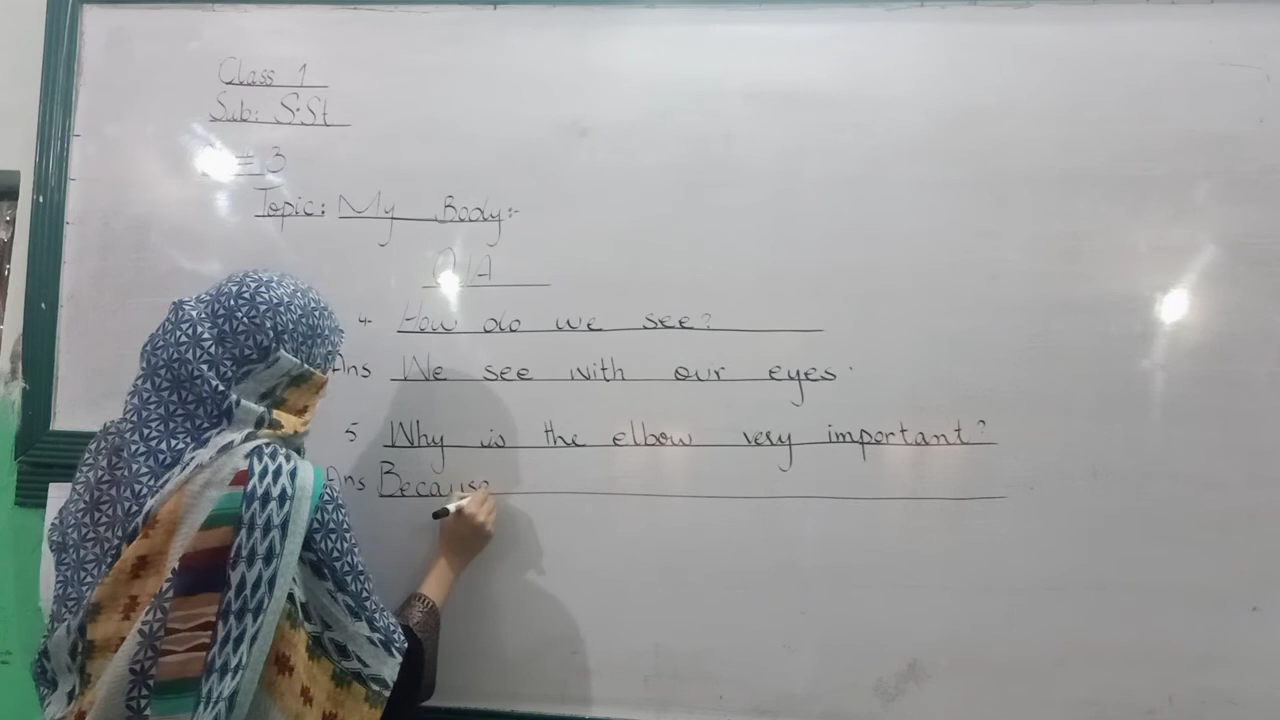 Class 1
Sub: S.St
# 3
Topic: My Body:-
Q/A
4 How do we see?
Ans We see with our eyes.
5 Why is the elbow very important?
Ans Because